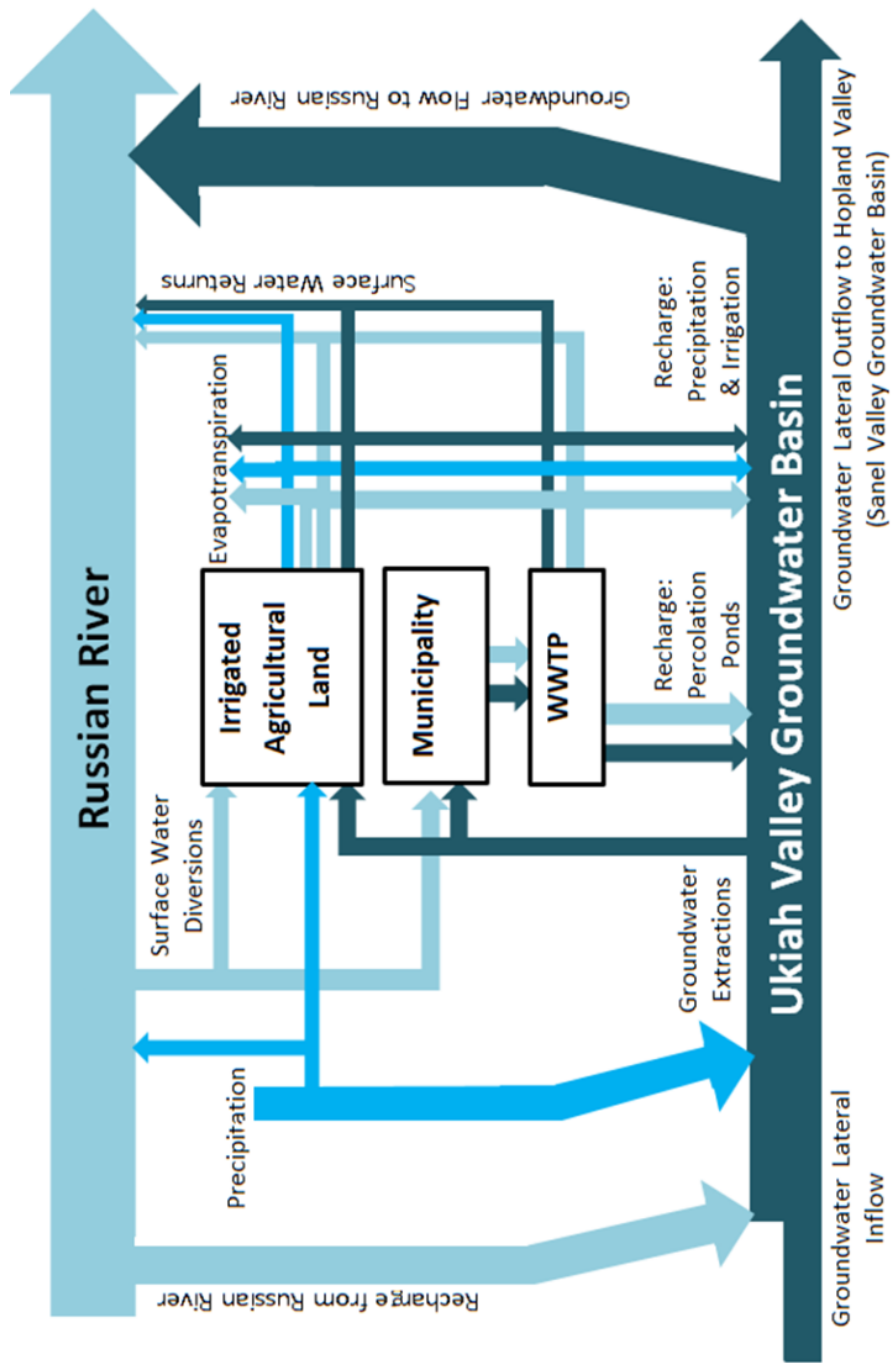 Russian River
Recharge from Russian
River
Precipitation
Surface Water
Diversions
Irrigated
Agricultural
Land
Evapotranspiration
Surface Water Returns
Groundwater Flow to Russian River
Municipality
WWTP
Groundwater
Extractions
Recharge:
Percolation
Ponds
Recharge:
Precipitation
& Irrigation
Ukiah Valley Groundwater Basin
Groundwater Lateral
Inflow
Groundwater Lateral Outflow to Hopland Valley
(Sanel Valley Groundwater Basin)